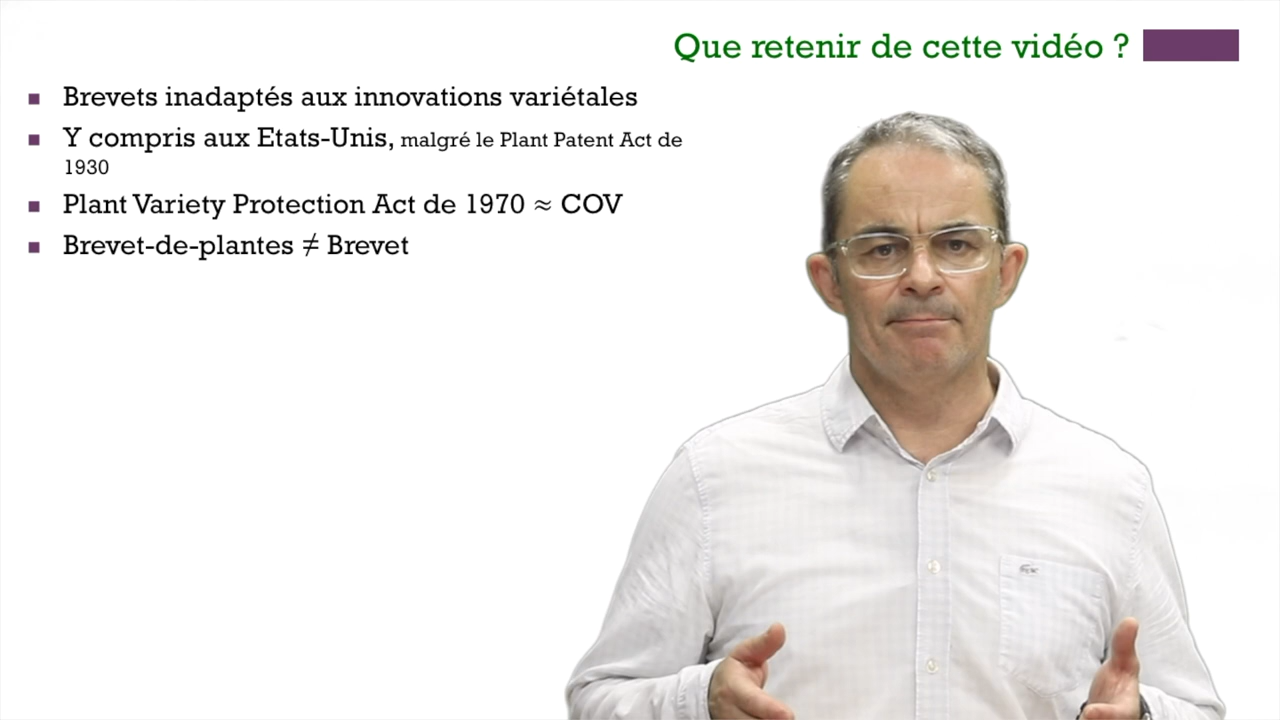 Que retenir de cette vidéo ?
Brevets inadaptés aux innovations variétales
Y compris aux Etats-Unis, malgré le Plant Patent Act de
1930
Plant Variety Protection Act de 1970 ≈ COV
Brevet-de-plantes ≠ Brevet